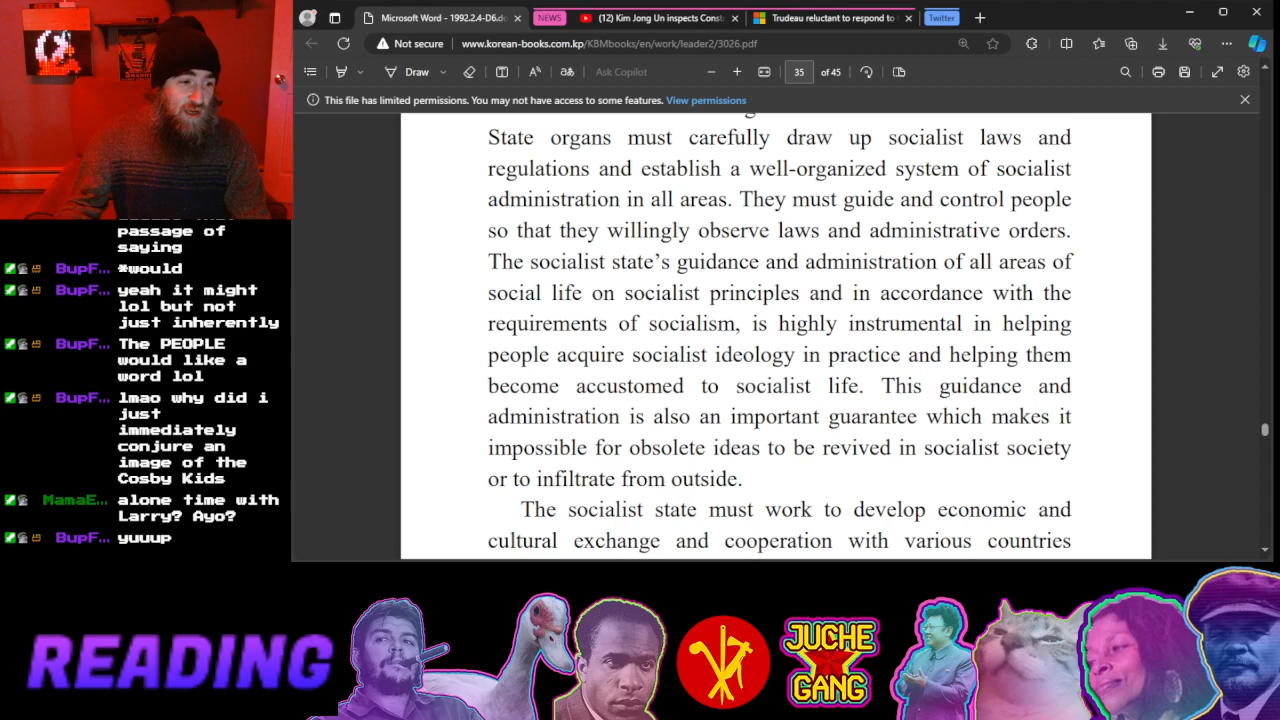 Microsoft Word - 1992.2.4-D6.do
NEWS
(12) Kim Jong Un inspects Const
Trudeau reluctant to respond to
Twitter
Not secure
www.korean-books.com.kp/KBMbooks/en/work/leader2/3026.pdf
Draw
Ask Copilot
35 of 45
This file has limited permissions. You may not have access to some features. View permissions
State organs must carefully draw up socialist laws and
regulations and establish a well-organized system of socialist
administration in all areas. They must guide and control people
so that they willingly observe laws and administrative orders.
The socialist state's guidance and administration of all areas of
social life on socialist principles and in accordance with the
requirements of socialism, is highly instrumental in helping
people acquire socialist ideology in practice and helping them
become accustomed to socialist life. This guidance and
administration is also an important guarantee which makes it
impossible for obsolete ideas to be revived in socialist society
or to infiltrate from outside.
The socialist state must work to develop economic and
cultural exchange and cooperation with various countries
passage of
saying
BupF... *would
BupF... yeah it might
lol but not
just inherently
BupF... The PEOPLE
would like a
word lol
BupF... lmao why did i
just
immediately
conjure an
image of the
Cosby Kids
MamaE... alone time with
Larry? Ayo?
BupF... yuuup
READING
JUCHE
GANG